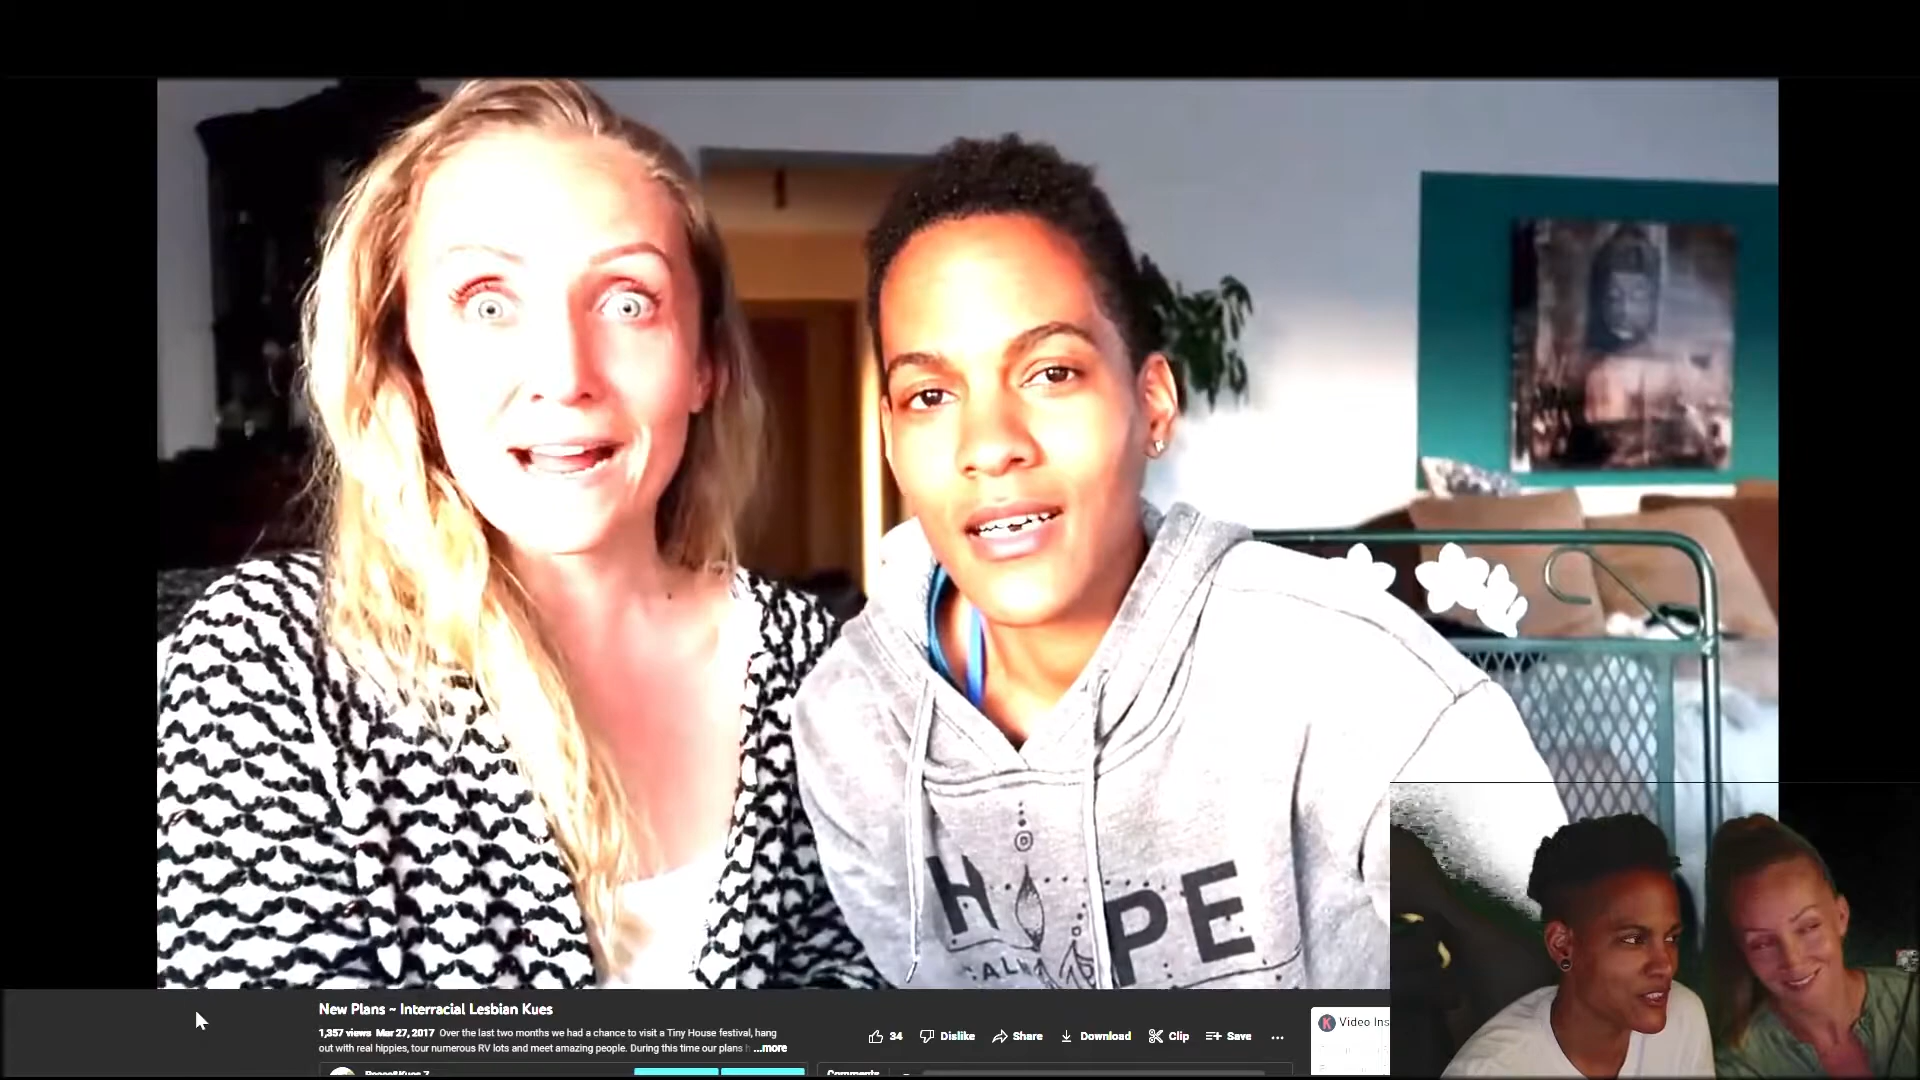 HOPE
New Plans ~ Interracial Lesbian Kues
1,357 views Mar 27, 2017 Over the last two months we had a chance to visit a Tiny House festival, hang
out with real hippies, tour numerous RV lots and meet amazing people. During this time our plans h ...more
34 Dislike Share Download Clip Save ...
K Video Ins
Comments